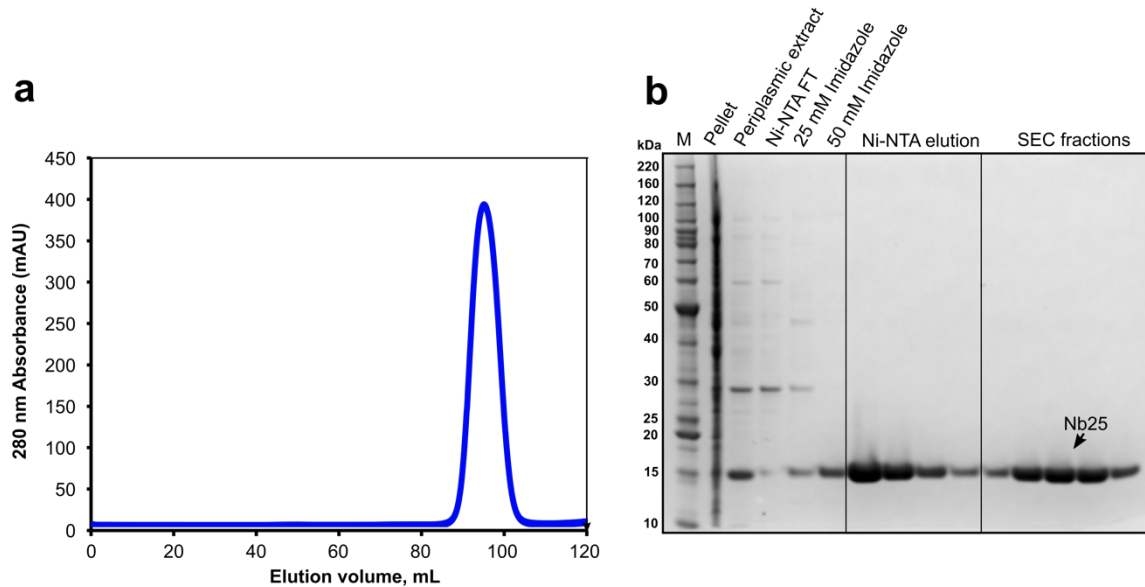 a
280 nm Absorbance (mAU)
450
400
350
300
250
200
150
100
50
0
0 20 40 60 80 100 120
Elution volume, mL
b
Pellet
Periplasmic extract
Ni-NTA FT
25 mM Imidazole
50 mM Imidazole
kDa M Ni-NTA elution SEC fractions
220
160
120
100
90
80
70
60
50
40
30
25
20
Nb25
15
10